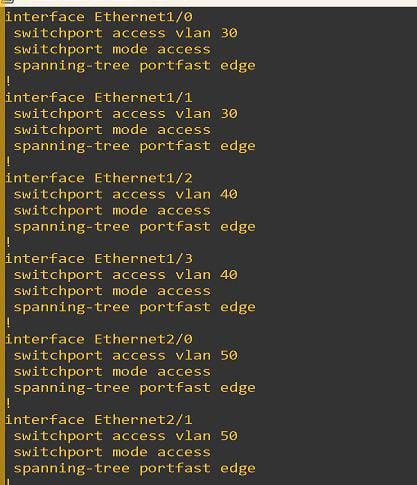 interface Ethernet1/0
 switchport access vlan 30
 switchport mode access
 spanning-tree portfast edge
!
interface Ethernet1/1
 switchport access vlan 30
 switchport mode access
 spanning-tree portfast edge
!
interface Ethernet1/2
 switchport access vlan 40
 switchport mode access
 spanning-tree portfast edge
!
interface Ethernet1/3
 switchport access vlan 40
 switchport mode access
 spanning-tree portfast edge
!
interface Ethernet2/0
 switchport access vlan 50
 switchport mode access
 spanning-tree portfast edge
!
interface Ethernet2/1
 switchport access vlan 50
 switchport mode access
 spanning-tree portfast edge
!